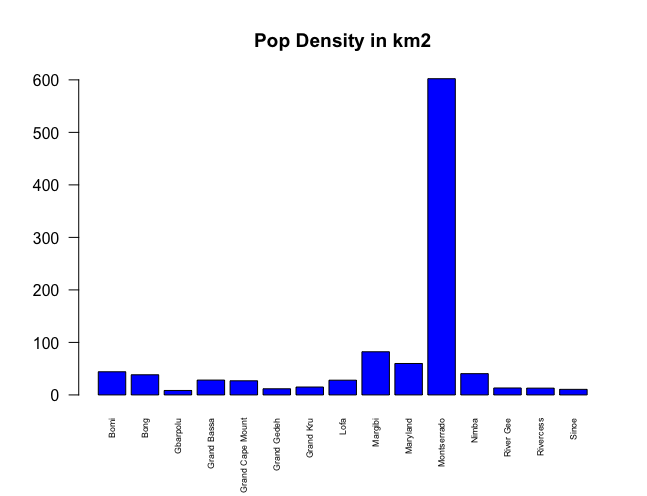 Pop Density in km2
600
500
400
300
200
100
0
Bomi
Bong
Gbarpolu
Grand Bassa
Grand Cape Mount
Grand Gedeh
Grand Kru
Lofa
Margibi
Maryland
Montserrado
Nimba
River Gee
Rivercess
Sinoe